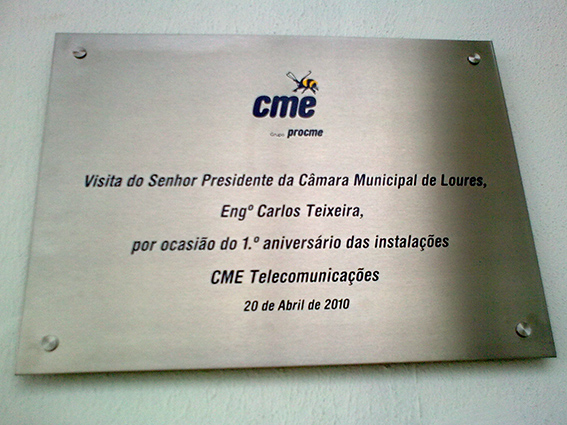 cme
Grupo procme
Visita do Senhor Presidente da Câmara Municipal de Loures,
Engº Carlos Teixeira,
por ocasião do 1.º aniversário das instalações
CME Telecomunicações
20 de Abril de 2010